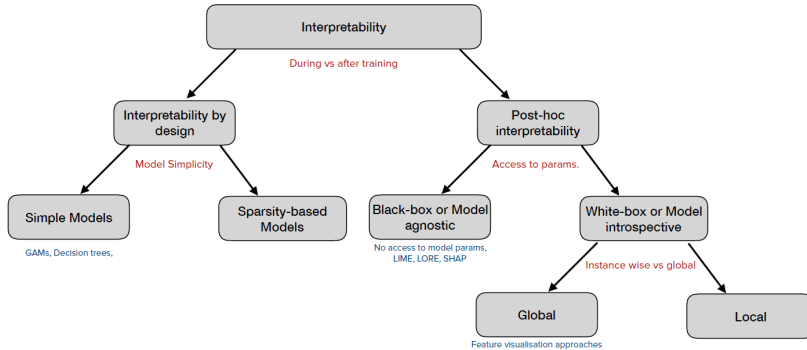 Interpretability
During vs after training
Interpretability by
design
Post-hoc
interpretability
Model Simplicity
Access to params.
Simple Models
Sparsity-based
Models
Black-box or Model
agnostic
White-box or Model
introspective
GAMs, Decision trees,
No access to model params,
LIME, LORE, SHAP
Instance wise vs global
Global
Local
Feature visualisation approaches